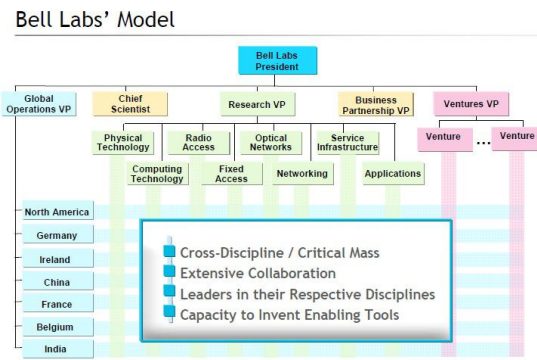 Bell Labs' Model
Bell Labs
President
Global
Operations VP
Chief
Scientist
Research VP
Business
Partnership VP
Ventures VP
Physical
Technology
Radio
Access
Optical
Networks
Service
Infrastructure
Venture
...
Venture
Computing
Technology
Fixed
Access
Networking
Applications
North America
Germany
Ireland
China
France
Belgium
India
Cross-Discipline / Critical Mass
Extensive Collaboration
Leaders in their Respective Disciplines
Capacity to Invent Enabling Tools